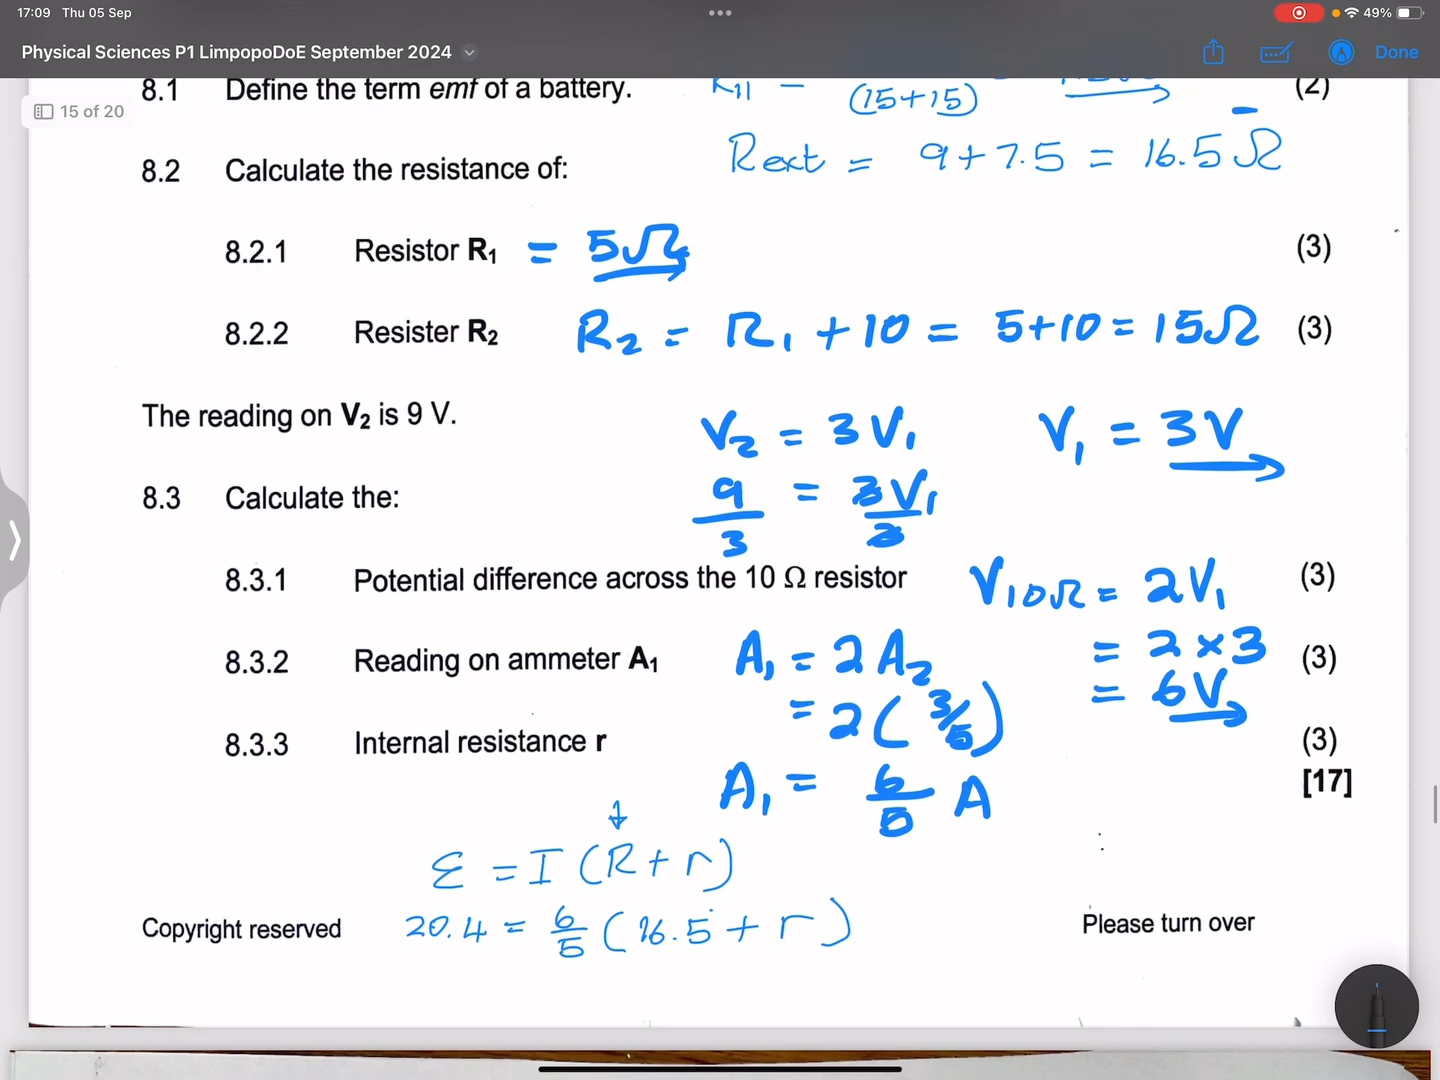 17:09 Thu 05 Sep
49%
Physical Sciences P1 LimpopoDoE September 2024
Done
15 of 20
8.1 Define the term emf of a battery. (2)
(15+15)
Rext = 9+7.5 = 16.5 Ω
8.2 Calculate the resistance of:
8.2.1 Resistor R₁ = 5Ω (3)
8.2.2 Resister R₂ R₂ = R₁ + 10 = 5+10 = 15Ω (3)
The reading on V₂ is 9 V.
V₂ = 3V₁ V₁ = 3V
9/3 = 3V₁/3
8.3 Calculate the:
8.3.1 Potential difference across the 10 Ω resistor V₁₀Ω = 2V₁ (3)
= 2 × 3
= 6V
8.3.2 Reading on ammeter A₁ A₁ = 2A₂ (3)
= 2(3/5)
8.3.3 Internal resistance r (3)
A₁ = 6/5 A
[17]
ε = I(R+r)
20.4 = 6/5 (16.5 + r)
Copyright reserved Please turn over